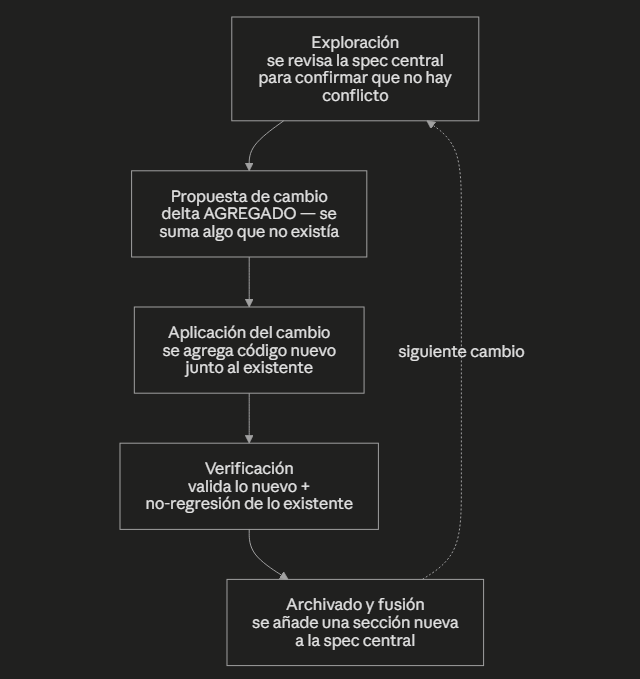 Exploración
se revisa la spec central
para confirmar que no hay
conflicto
Propuesta de cambio
delta AGREGADO — se
suma algo que no existía
Aplicación del cambio
se agrega código nuevo
junto al existente
siguiente cambio
Verificación
valida lo nuevo +
no-regresión de lo existente
Archivado y fusión
se añade una sección nueva
a la spec central